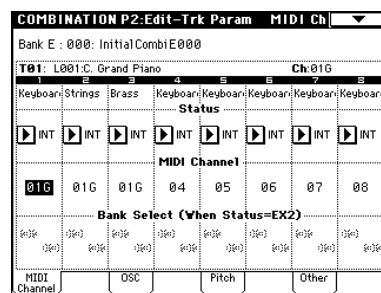 COMBINATION P2:Edit-Trk Param MIDI Ch
Bank E : 000: InitialCombiE000
T01: L001:C. Grand Piano Ch:01G
1 2 3 4 5 6 7 8
Keyboar Strings Brass Keyboar Keyboar Keyboar Keyboar Keyboar
Status
INT INT INT INT INT INT INT INT
MIDI Channel
01G 01G 01G 04 05 06 07 08
Bank Select (When Status=EX2)
MIDI Channel OSC Pitch Other